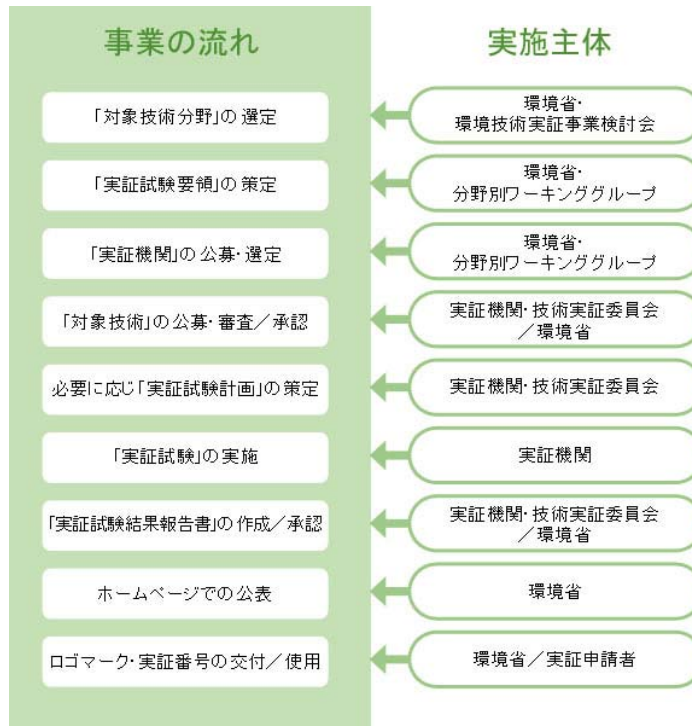 事業の流れ
実施主体
「対象技術分野」の選定
環境省・
環境技術実証事業検討会
「実証試験要領」の策定
環境省・
分野別ワーキンググループ
「実証機関」の公募・選定
環境省・
分野別ワーキンググループ
「対象技術」の公募・審査／承認
実証機関・技術実証委員会
／環境省
必要に応じ「実証試験計画」の策定
実証機関・技術実証委員会
「実証試験」の実施
実証機関
「実証試験結果報告書」の作成／承認
実証機関・技術実証委員会
／環境省
ホームページでの公表
環境省
ロゴマーク・実証番号の交付／使用
環境省／実証申請者